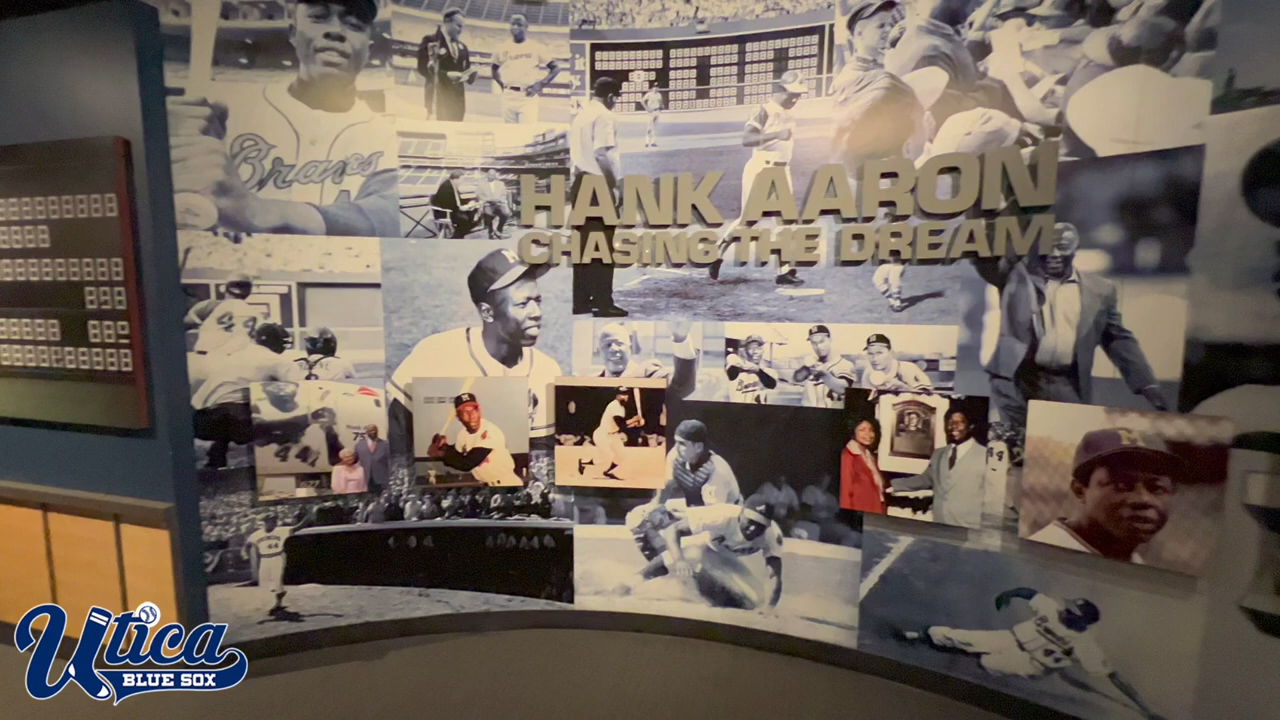 Braves
HANK AARON
CHASING THE DREAM
44
44
Utica
BLUE SOX